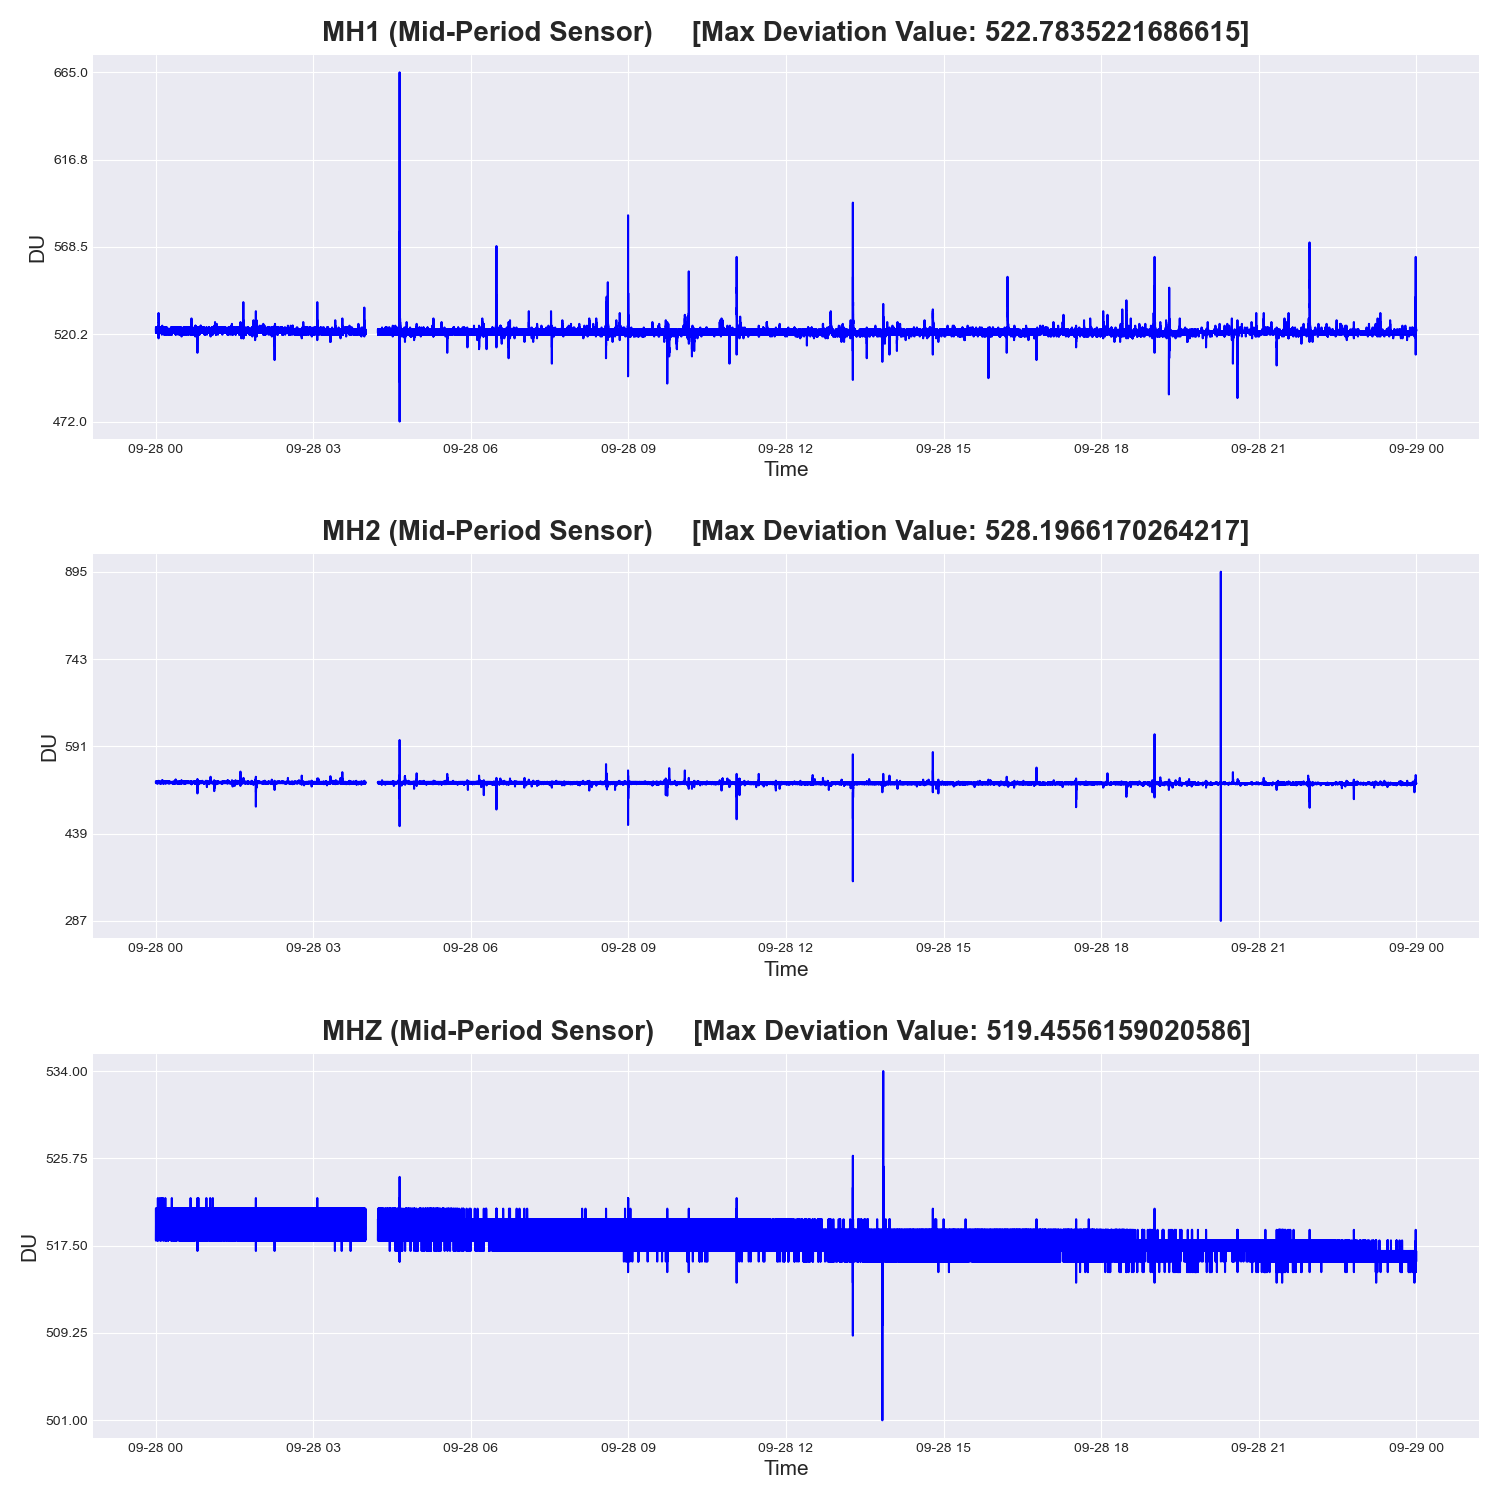 MH1 (Mid-Period Sensor) [Max Deviation Value: 522.7835221686615]
665.0
616.8
568.5
520.2
472.0
DU
09-28 00 09-28 03 09-28 06 09-28 09 09-28 12 09-28 15 09-28 18 09-28 21 09-29 00
Time
MH2 (Mid-Period Sensor) [Max Deviation Value: 528.1966170264217]
895
743
591
439
287
DU
09-28 00 09-28 03 09-28 06 09-28 09 09-28 12 09-28 15 09-28 18 09-28 21 09-29 00
Time
MHZ (Mid-Period Sensor) [Max Deviation Value: 519.4556159020586]
534.00
525.75
517.50
509.25
501.00
DU
09-28 00 09-28 03 09-28 06 09-28 09 09-28 12 09-28 15 09-28 18 09-28 21 09-29 00
Time